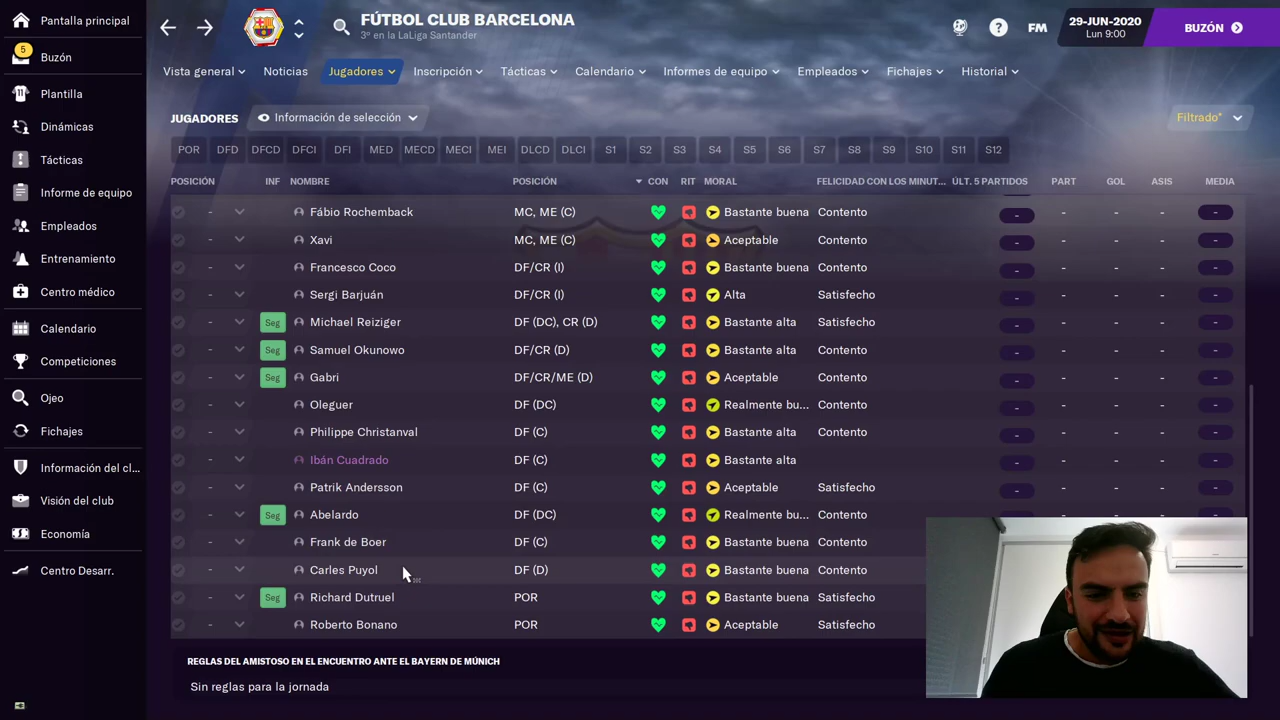 Pantalla principal
5
Buzón
Plantilla
Dinámicas
Tácticas
Informe de equipo
Empleados
Entrenamiento
Centro médico
Calendario
Competiciones
Ojeo
Fichajes
Información del cl...
Visión del club
Economía
Centro Desarr.
FÚTBOL CLUB BARCELONA
3º en la LaLiga Santander
FM
29-JUN-2020
Lun 9:00
BUZÓN
Vista general Noticias Jugadores Inscripción Tácticas Calendario Informes de equipo Empleados Fichajes Historial
JUGADORES Información de selección Filtrado*
POR DFD DFCD DFCI DFI MED MECD MECI MEI DLCD DLCI S1 S2 S3 S4 S5 S6 S7 S8 S9 S10 S11 S12
POSICIÓN INF NOMBRE POSICIÓN CON RIT MORAL FELICIDAD CON LOS MINUT... ÚLT. 5 PARTIDOS PART GOL ASIS MEDIA
- Fábio Rochemback MC, ME (C) Bastante buena Contento - - - - -
- Xavi MC, ME (C) Aceptable Contento - - - - -
- Francesco Coco DF/CR (I) Bastante buena Contento - - - - -
- Sergi Barjuán DF/CR (I) Alta Satisfecho - - - - -
- Seg Michael Reiziger DF (DC), CR (D) Bastante alta Satisfecho - - - - -
- Seg Samuel Okunowo DF/CR (D) Bastante alta Contento - - - - -
- Seg Gabri DF/CR/ME (D) Aceptable Contento - - - - -
- Oleguer DF (DC) Realmente bu... Contento - - - - -
- Philippe Christanval DF (C) Bastante alta Contento - - - - -
- Ibán Cuadrado DF (C) Bastante alta - - - - -
- Patrik Andersson DF (C) Aceptable Satisfecho - - - - -
- Seg Abelardo DF (DC) Realmente bu... Contento - - - - -
- Frank de Boer DF (C) Bastante buena Contento
- Carles Puyol DF (D) Bastante buena Contento
- Seg Richard Dutruel POR Bastante buena Satisfecho
- Roberto Bonano POR Aceptable Satisfecho
REGLAS DEL AMISTOSO EN EL ENCUENTRO ANTE EL BAYERN DE MÚNICH
Sin reglas para la jornada